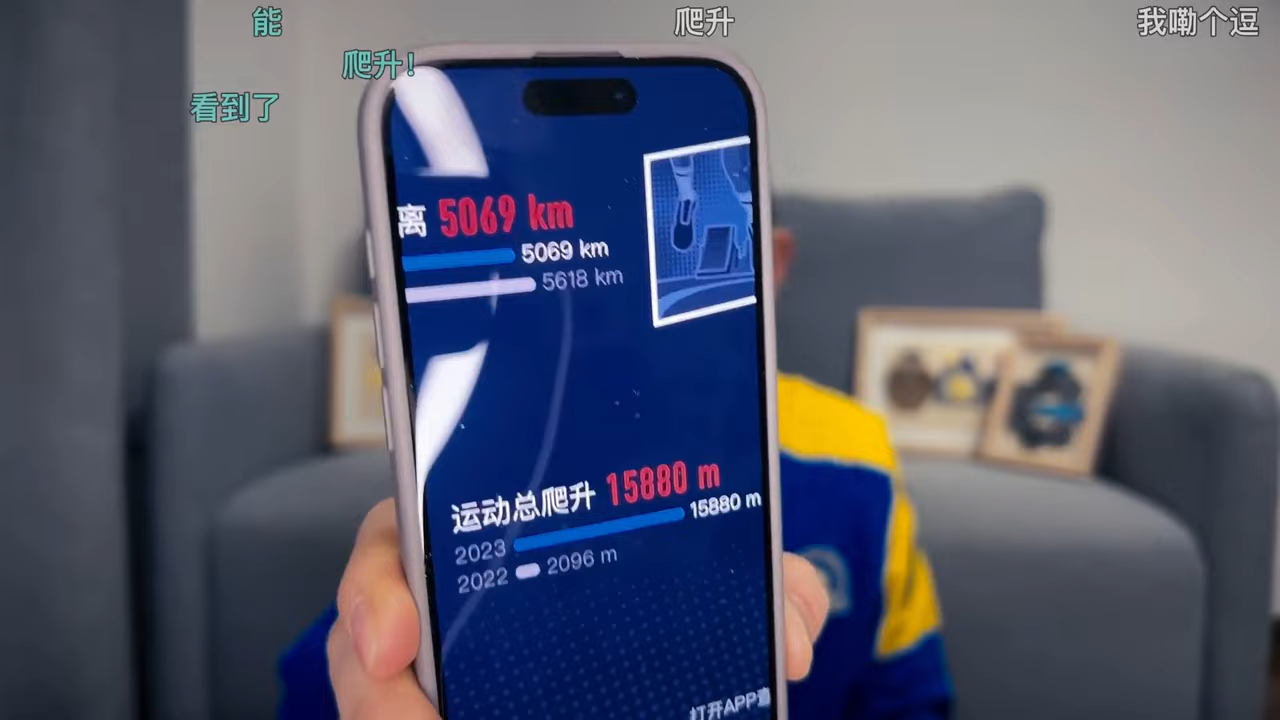 能
爬升
我嘞个逗
爬升！
看到了
离 5069 km
5069 km
5618 km
运动总爬升 15880 m
2023 15880 m
2022 2096 m
打开APP查